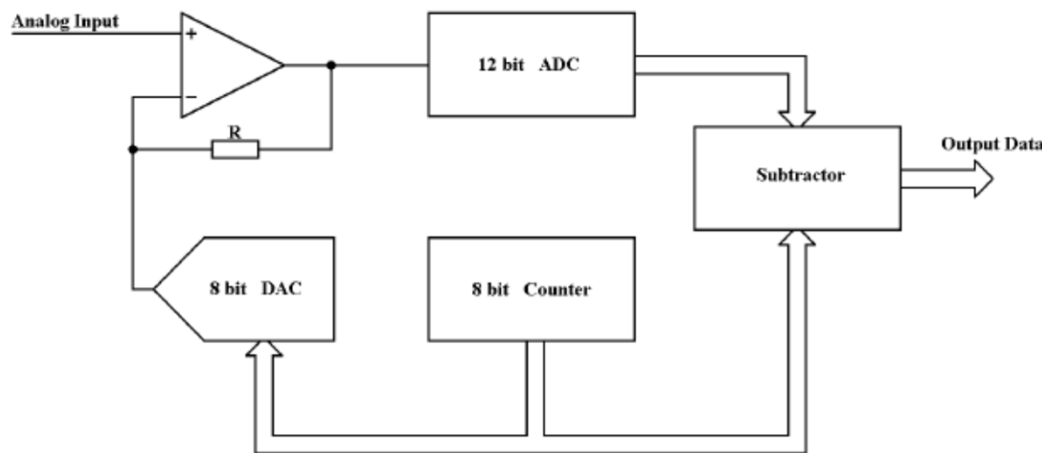 Analog Input
+
12 bit ADC
−
R
Output Data
Subtractor
8 bit DAC
8 bit Counter